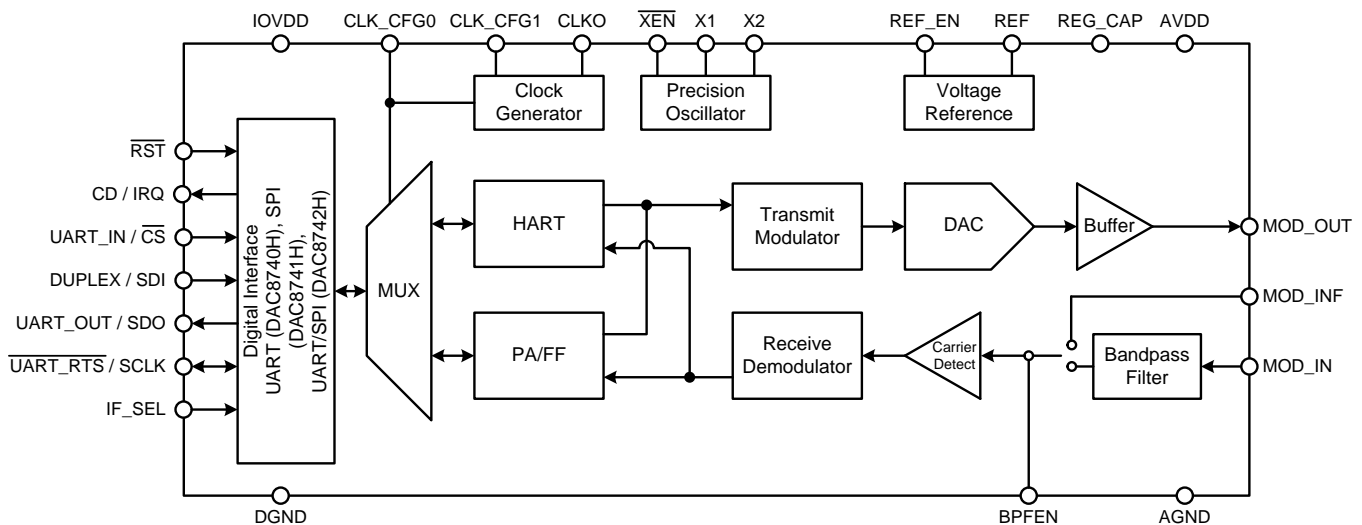 IOVDD
CLK_CFG0
CLK_CFG1
CLKO
XEN
X1
X2
REF_EN
REF
REG_CAP
AVDD
Clock
Generator
Precision
Oscillator
Voltage
Reference
RST
CD / IRQ
UART_IN / CS
DUPLEX / SDI
UART_OUT / SDO
UART_RTS / SCLK
IF_SEL
Digital Interface
UART (DAC8740H), SPI
(DAC8741H),
UART/SPI (DAC8742H)
MUX
HART
PA/FF
Transmit
Modulator
DAC
Buffer
MOD_OUT
MOD_INF
Receive
Demodulator
Carrier
Detect
Bandpass
Filter
MOD_IN
DGND
BPFEN
AGND